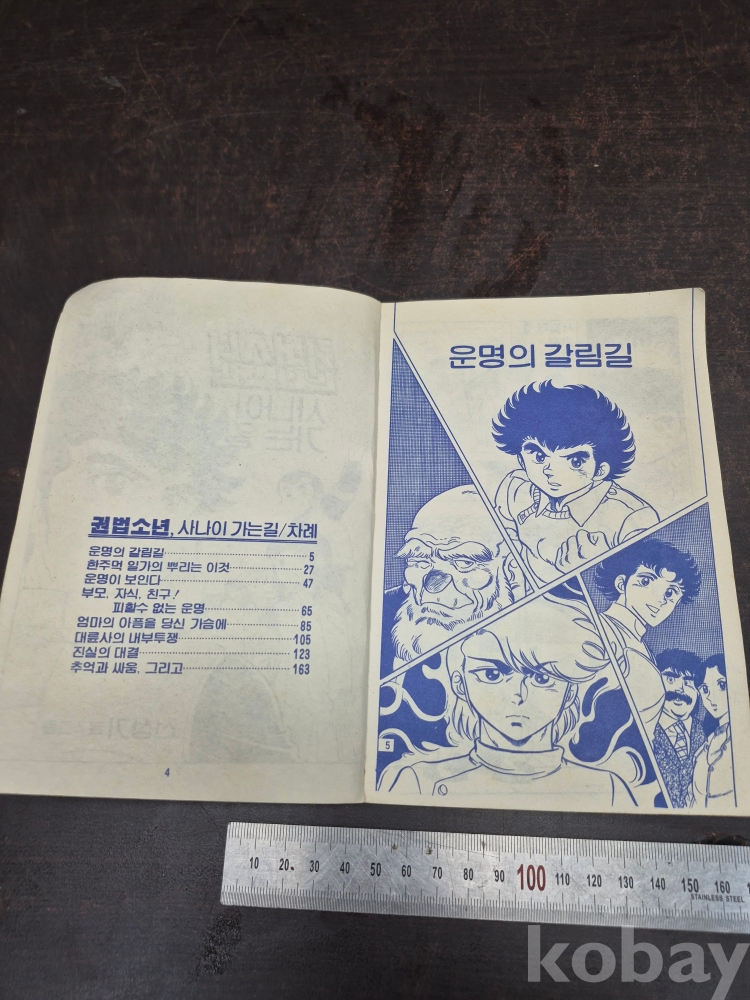 권법소년, 사나이 가는길/차례
운명의 갈림길 5
한주먹 일가의 뿌리는 이것 27
운명이 보인다 47
부모, 자식, 친구!
피할수 없는 운명 65
엄마의 아픔을 당신 가슴에 85
대륜사의 내부투쟁 105
진실의 대결 123
추억과 싸움, 그리고 163
4
운명의 갈림길
5
10 20 30 40 50 60 70 80 90 100 110 120 130 140 150 160
STAINLESS STEEL
kobay